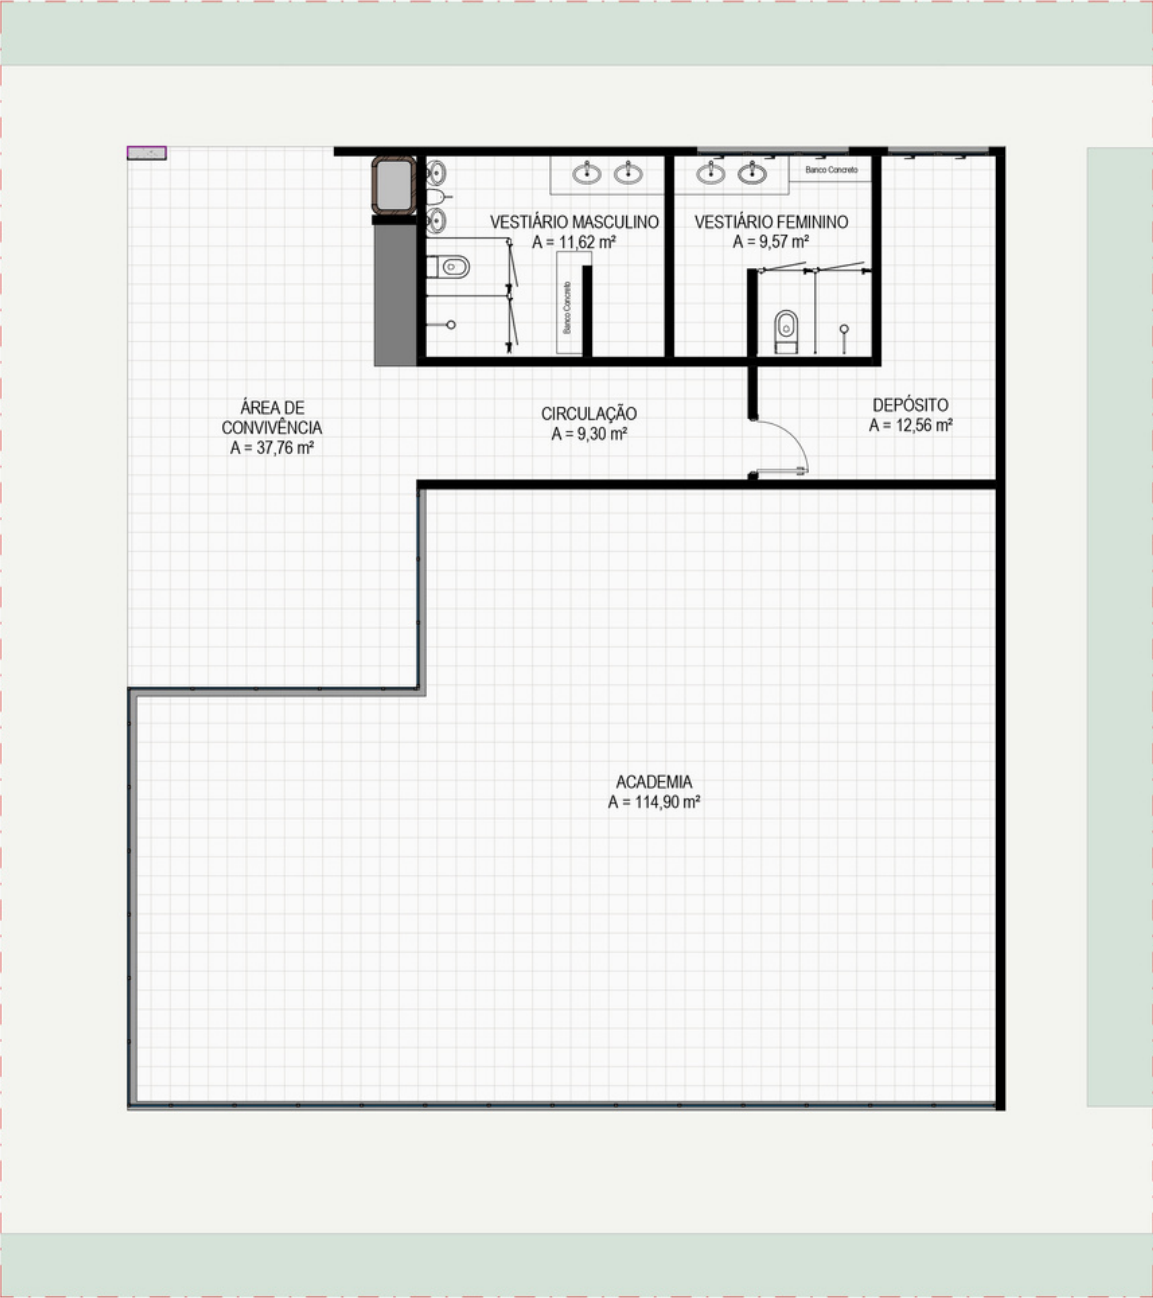 Banco Concreto
VESTIÁRIO MASCULINO
A = 11,62 m²
VESTIÁRIO FEMININO
A = 9,57 m²
Banco Concreto
ÁREA DE
CONVIVÊNCIA
A = 37,76 m²
CIRCULAÇÃO
A = 9,30 m²
DEPÓSITO
A = 12,56 m²
ACADEMIA
A = 114,90 m²